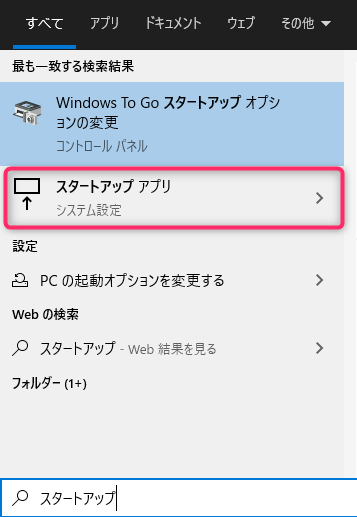 すべて アプリ ドキュメント ウェブ その他
最も一致する検索結果
Windows To Go スタートアップ オプシ
ョンの変更
コントロール パネル
スタートアップ アプリ
システム設定
設定
PC の起動オプションを変更する
Web の検索
スタートアップ - Web 結果を見る
フォルダー (1+)
スタートアップ